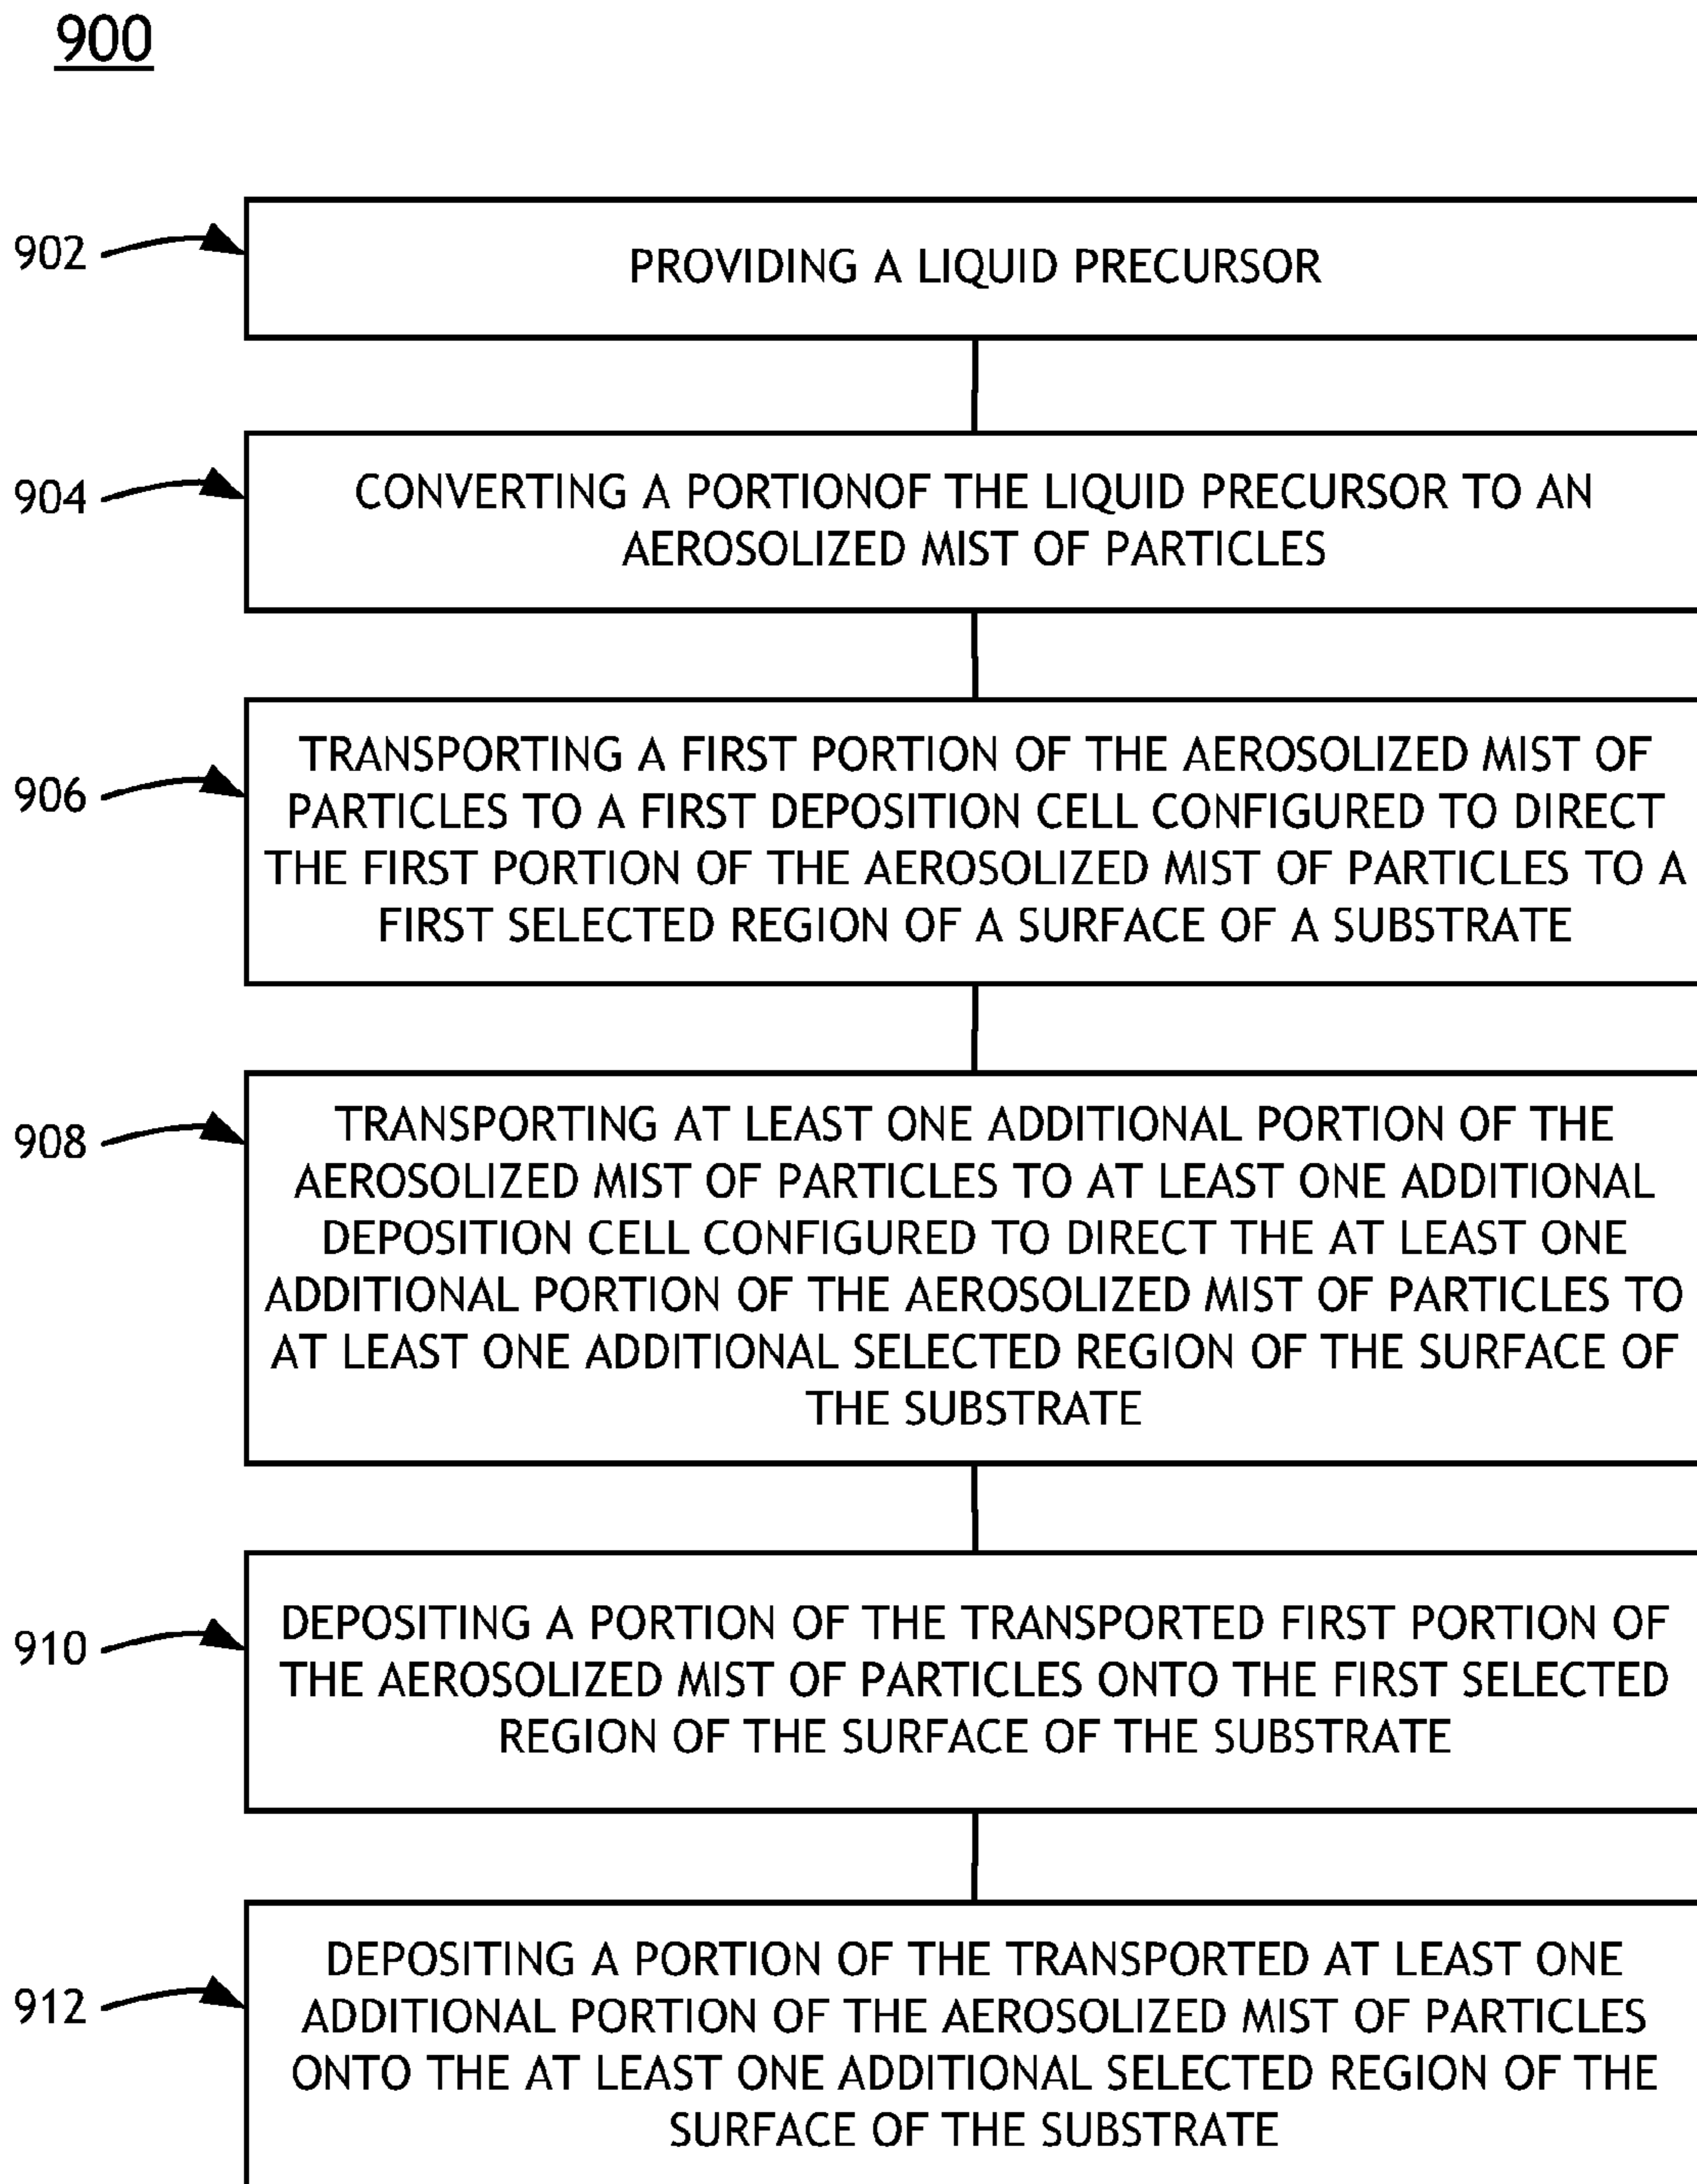 900
902
PROVIDING A LIQUID PRECURSOR
904
CONVERTING A PORTIONOF THE LIQUID PRECURSOR TO AN
AEROSOLIZED MIST OF PARTICLES
906
TRANSPORTING A FIRST PORTION OF THE AEROSOLIZED MIST OF
PARTICLES TO A FIRST DEPOSITION CELL CONFIGURED TO DIRECT
THE FIRST PORTION OF THE AEROSOLIZED MIST OF PARTICLES TO A
FIRST SELECTED REGION OF A SURFACE OF A SUBSTRATE
908
TRANSPORTING AT LEAST ONE ADDITIONAL PORTION OF THE
AEROSOLIZED MIST OF PARTICLES TO AT LEAST ONE ADDITIONAL
DEPOSITION CELL CONFIGURED TO DIRECT THE AT LEAST ONE
ADDITIONAL PORTION OF THE AEROSOLIZED MIST OF PARTICLES TO
AT LEAST ONE ADDITIONAL SELECTED REGION OF THE SURFACE OF
THE SUBSTRATE
910
DEPOSITING A PORTION OF THE TRANSPORTED FIRST PORTION OF
THE AEROSOLIZED MIST OF PARTICLES ONTO THE FIRST SELECTED
REGION OF THE SURFACE OF THE SUBSTRATE
912
DEPOSITING A PORTION OF THE TRANSPORTED AT LEAST ONE
ADDITIONAL PORTION OF THE AEROSOLIZED MIST OF PARTICLES
ONTO THE AT LEAST ONE ADDITIONAL SELECTED REGION OF THE
SURFACE OF THE SUBSTRATE